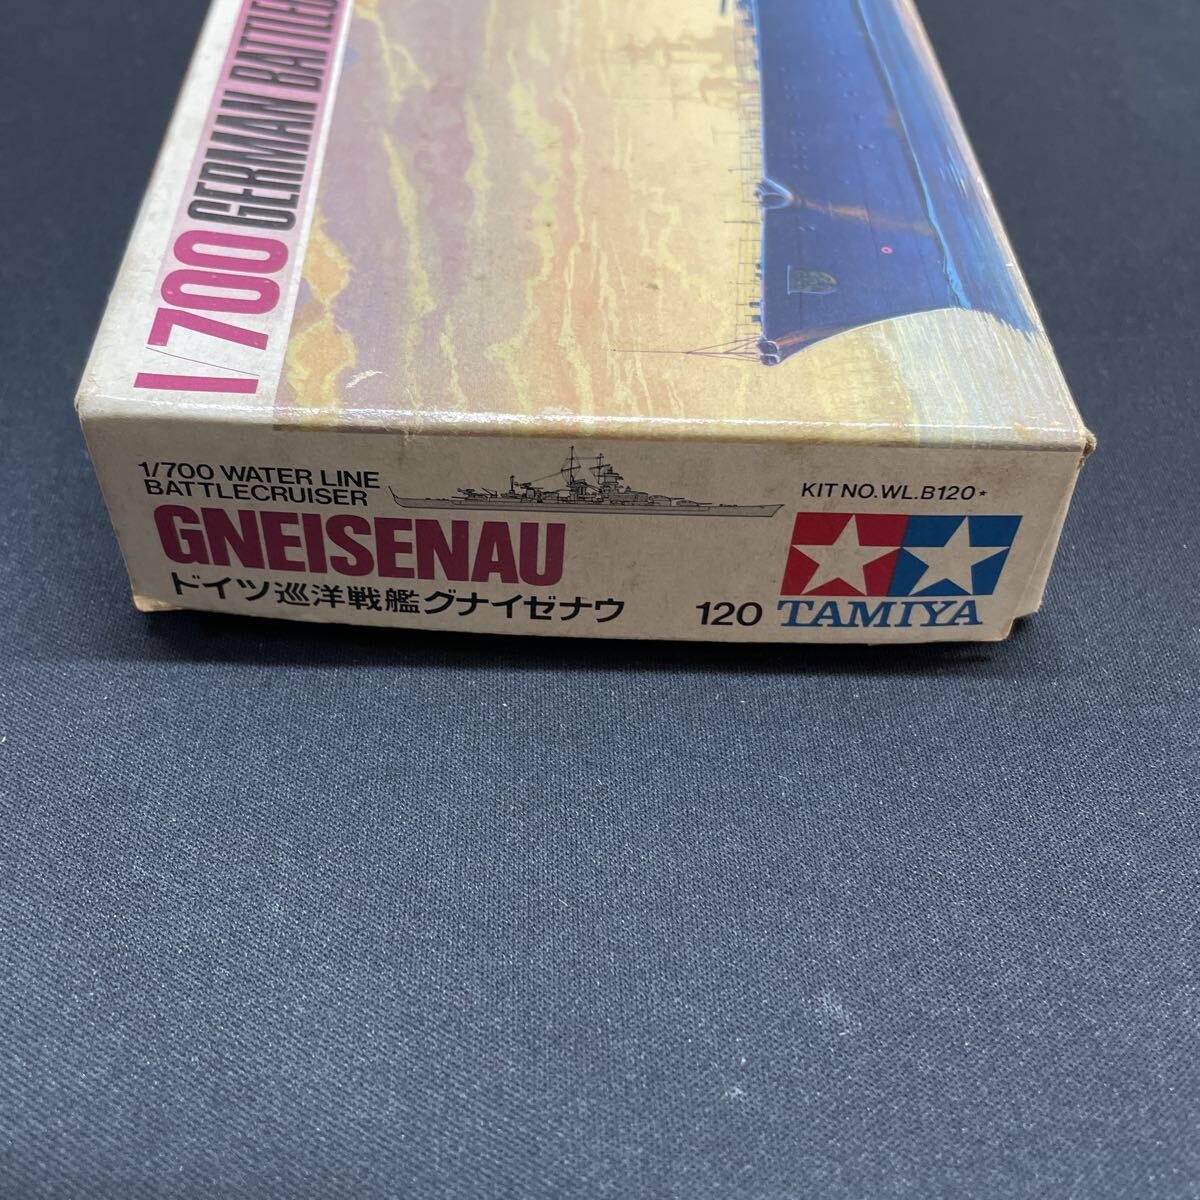 1/700 GERMAN
1/700 WATER LINE
BATTLECRUISER
GNEISENAU
ドイツ巡洋戦艦グナイゼナウ
KIT NO.WL.B120★
120 TAMIYA